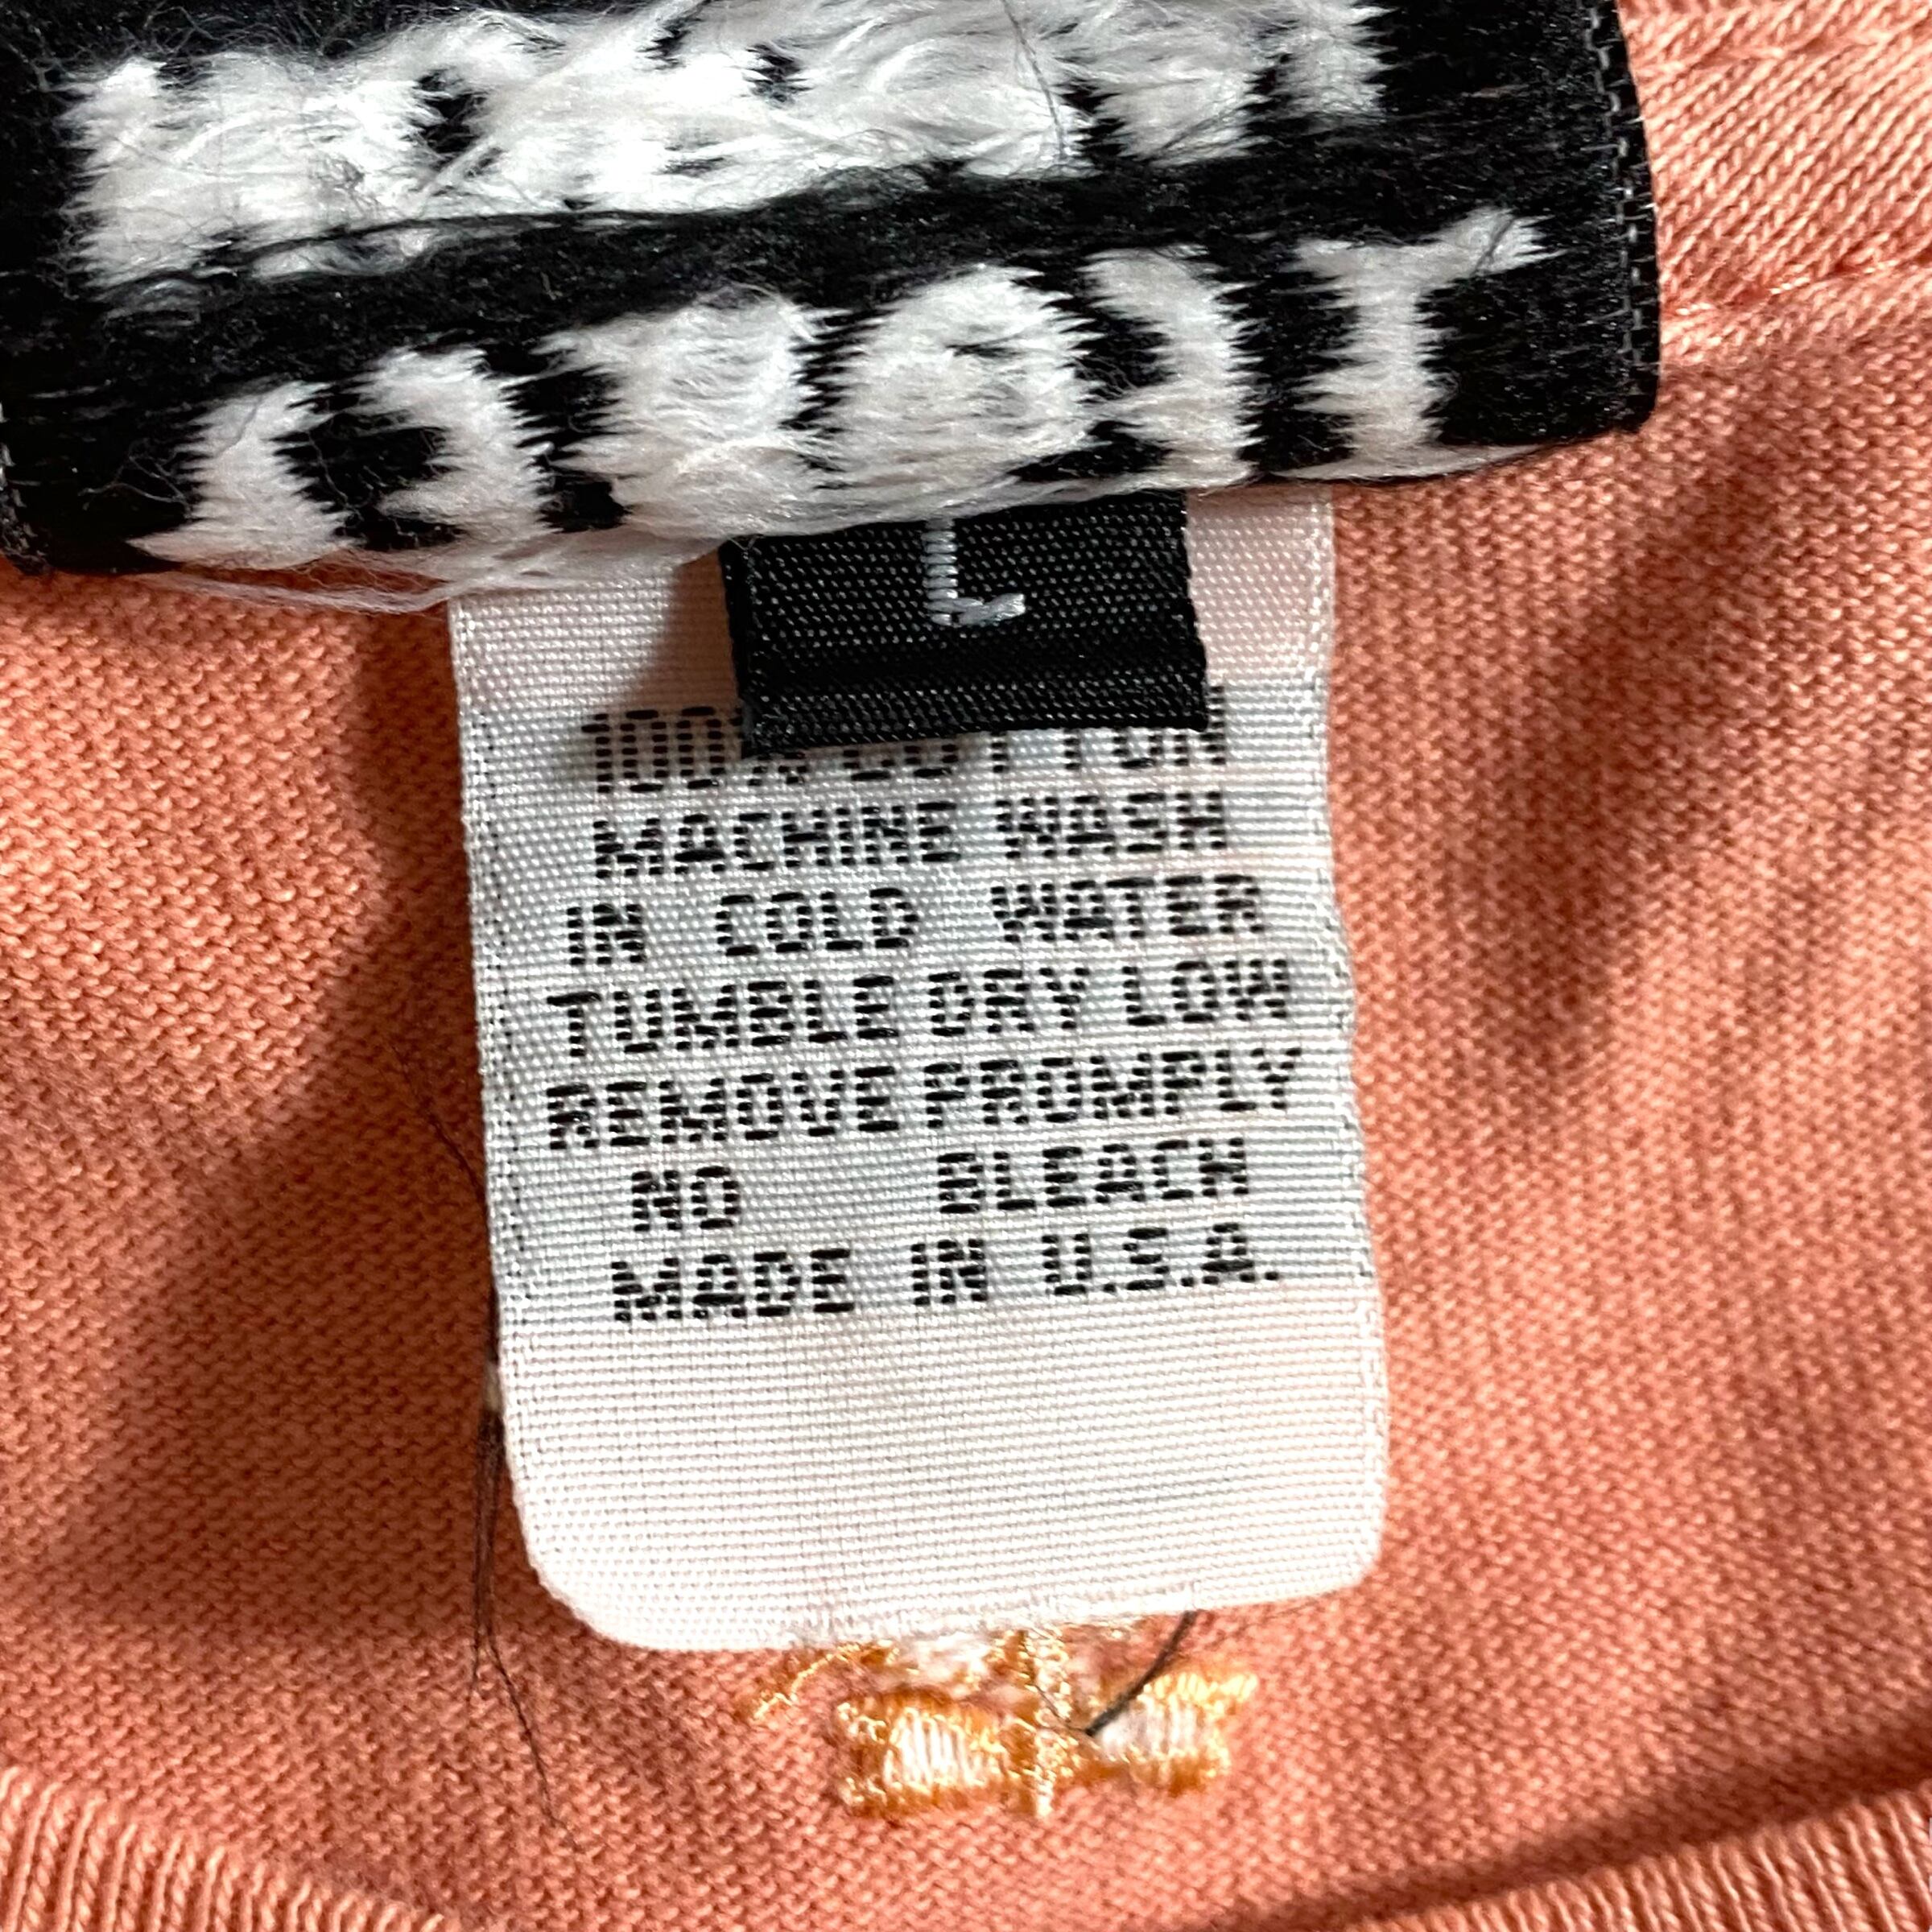 L
100% COTTON
MACHINE WASH
IN COLD WATER
TUMBLE DRY LOW
REMOVE PROMPLY
NO BLEACH
MADE IN U.S.A.